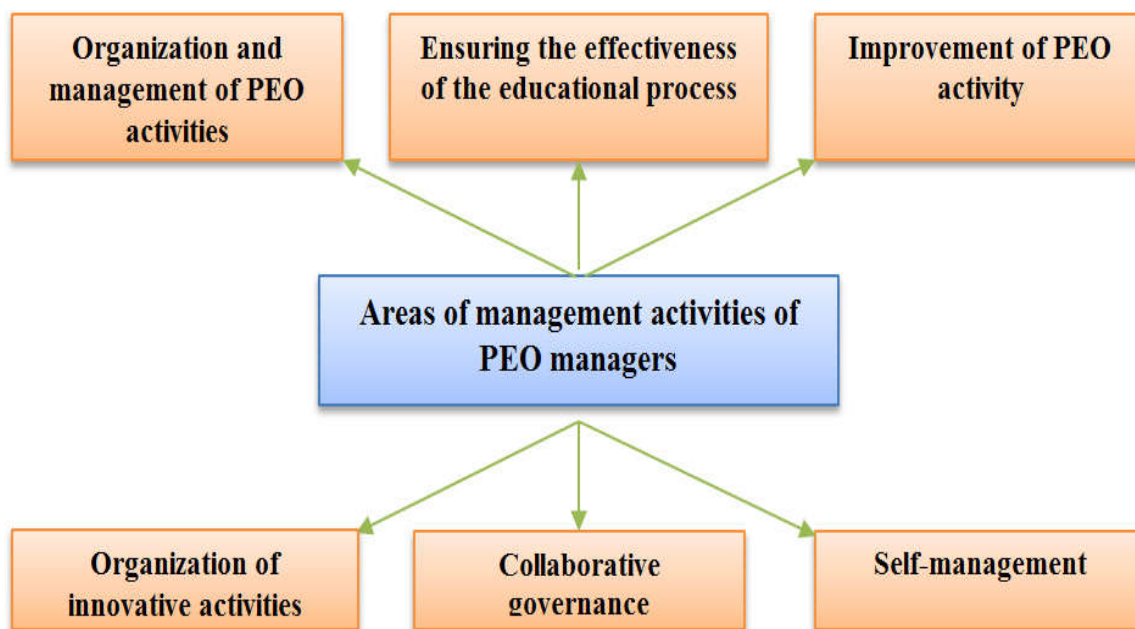 Organization and
management of PEO
activities
Ensuring the effectiveness
of the educational process
Improvement of PEO
activity
Areas of management activities of
PEO managers
Organization of
innovative activities
Collaborative
governance
Self-management